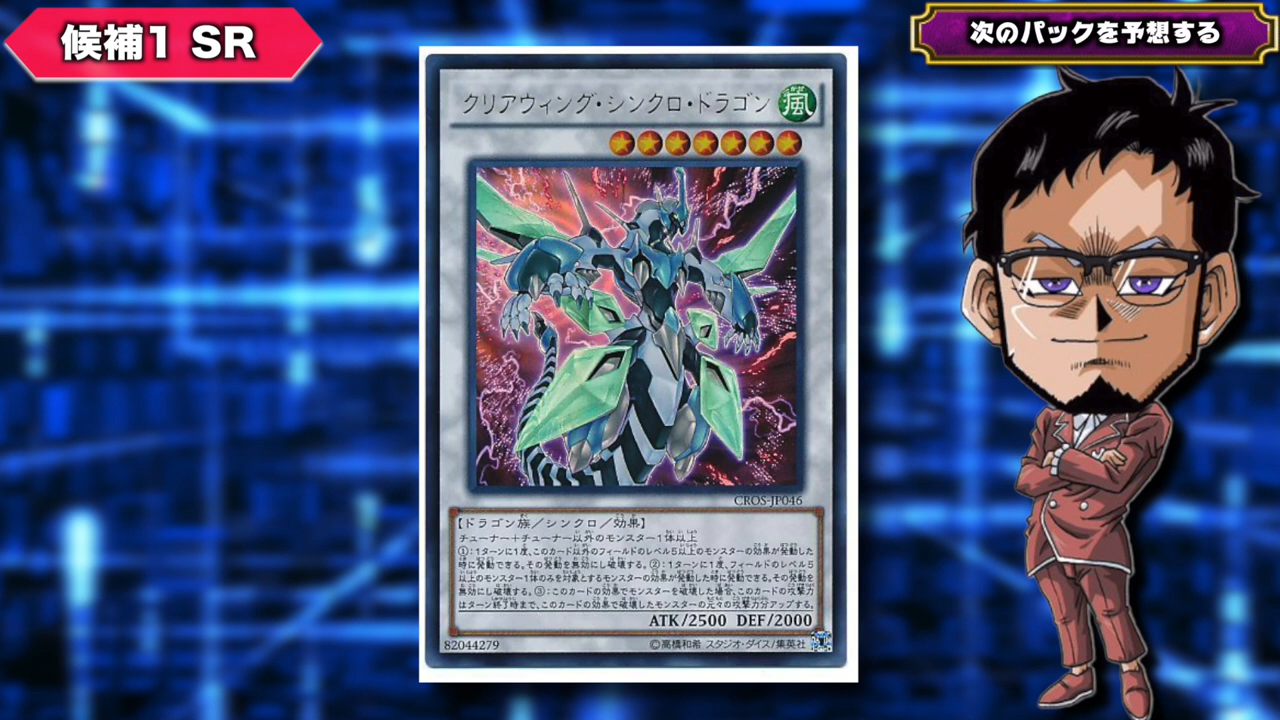 候補1 SR
次のパックを予想する
クリアウィング・シンクロ・ドラゴン
風
CROS-JP046
【ドラゴン族／シンクロ／効果】
チューナー＋チューナー以外のモンスター1体以上
①：1ターンに1度、このカード以外のフィールドのレベル5以上のモンスターの効果が発動した
時に発動できる。その発動を無効にし破壊する。②：1ターンに1度、フィールドのレベル5
以上のモンスター1体のみを対象とするモンスターの効果が発動した時に発動できる。その発動を
無効にし破壊する。③：このカードの効果でモンスターを破壊した場合、このカードの攻撃力
はターン終了時まで、このカードの効果で破壊したモンスターの元々の攻撃力分アップする。
ATK/2500 DEF/2000
82044279
©高橋和希 スタジオ・ダイス/集英社